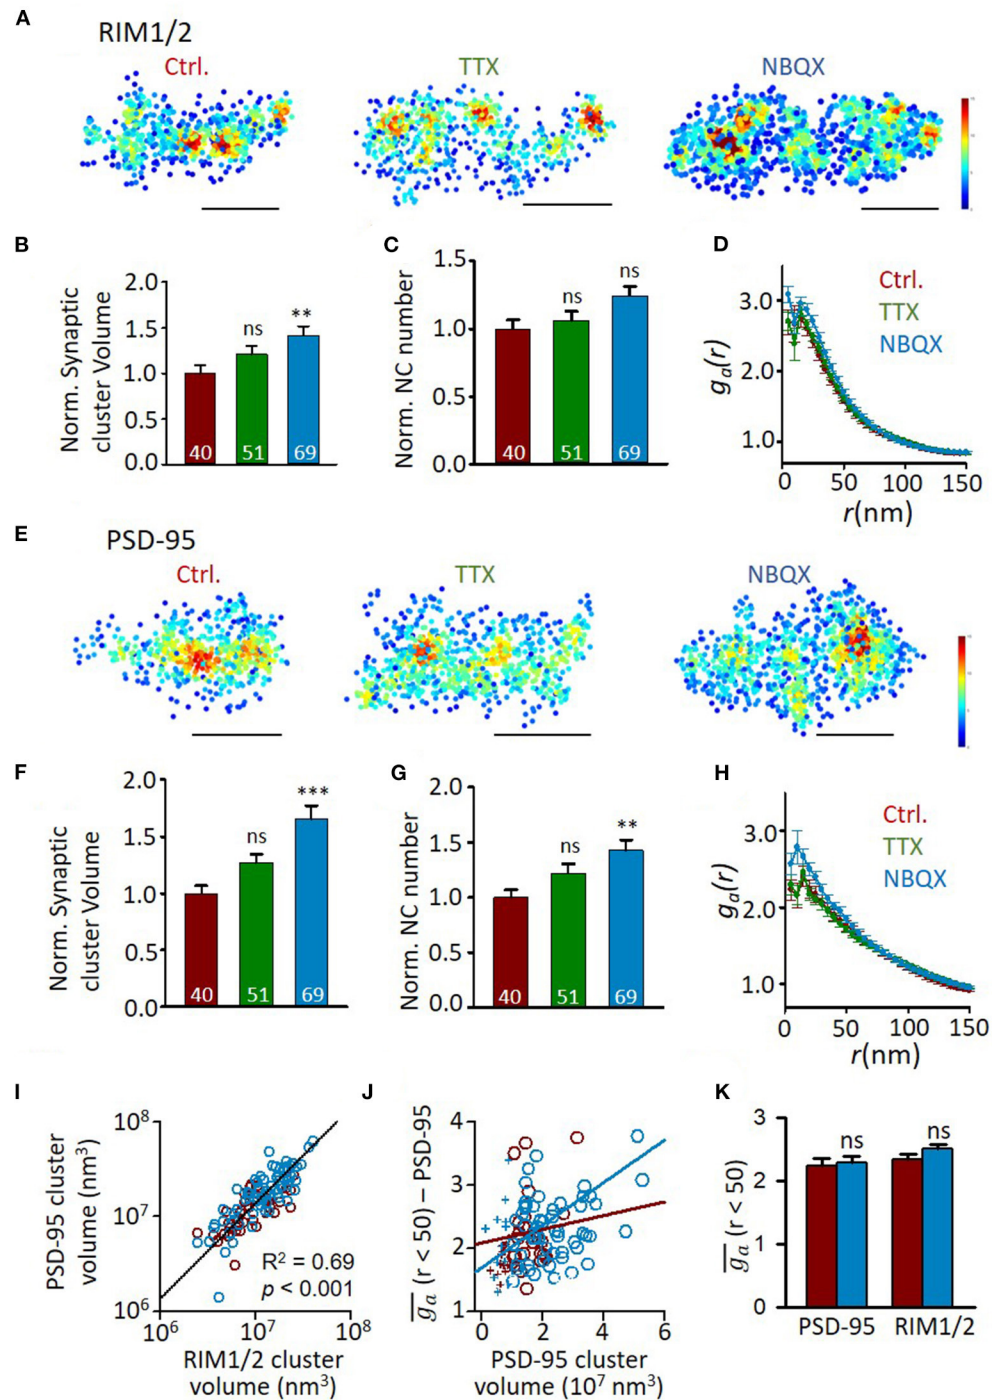 A
RIM1/2
Ctrl.
TTX
NBQX
B
Norm. Synaptic
cluster Volume
2.0
1.5
1.0
0.5
0.0
ns
**
40
51
69
C
Norm. NC number
1.5
1.0
0.5
0.0
ns
ns
40
51
69
D
gₐ(r)
3.0
2.0
1.0
Ctrl.
TTX
NBQX
0
50
100
150
r(nm)
E
PSD-95
Ctrl.
TTX
NBQX
F
Norm. Synaptic
cluster Volume
2.0
1.5
1.0
0.5
0.0
ns
***
40
51
69
G
Norm. NC number
2.0
1.5
1.0
0.5
0.0
ns
**
40
51
69
H
gₐ(r)
3.0
2.0
1.0
Ctrl.
TTX
NBQX
0
50
100
150
r(nm)
I
PSD-95 cluster
volume (nm³)
10⁸
10⁷
10⁶
R² = 0.69
p < 0.001
10⁶
10⁷
10⁸
RIM1/2 cluster
volume (nm³)
J
g̅ₐ (r < 50) – PSD-95
4
3
2
1
0
2
4
6
PSD-95 cluster
volume (10⁷ nm³)
K
g̅ₐ (r < 50)
3
2
1
0
ns
ns
PSD-95
RIM1/2